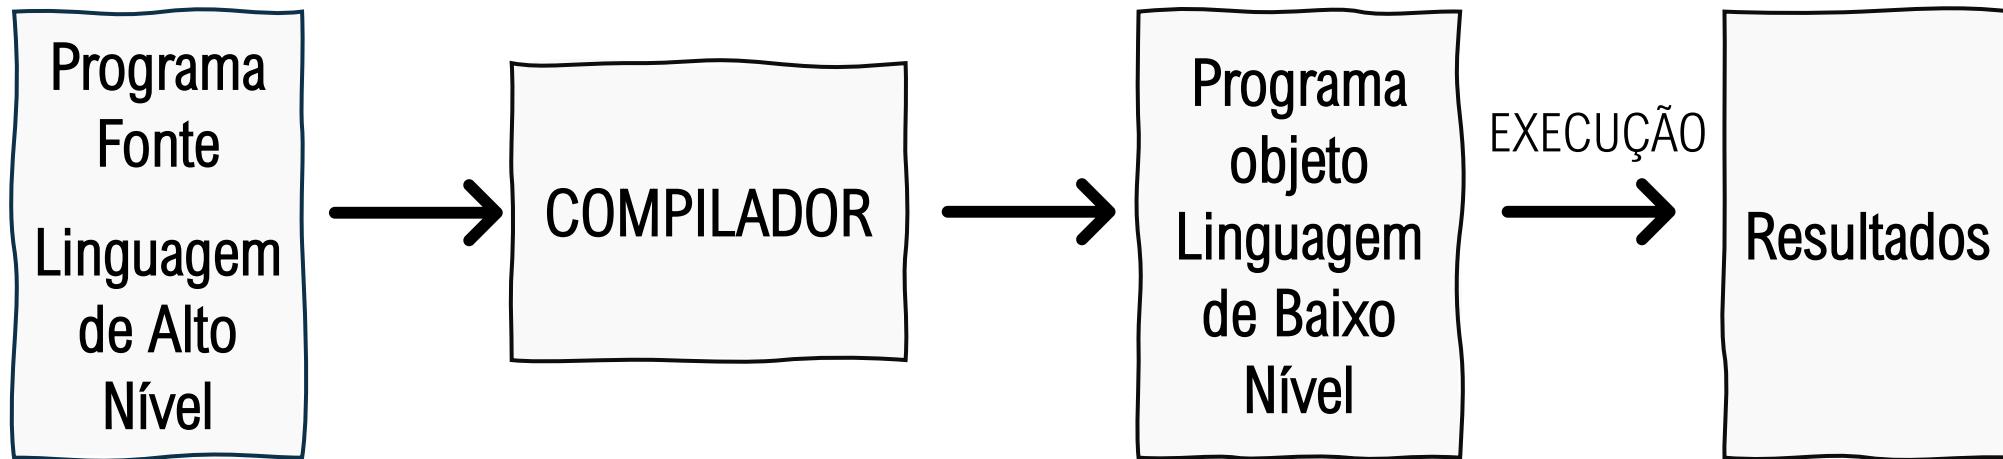 Programa
Fonte
Linguagem
de Alto
Nível
COMPILADOR
Programa
objeto
Linguagem
de Baixo
Nível
EXECUÇÃO
Resultados